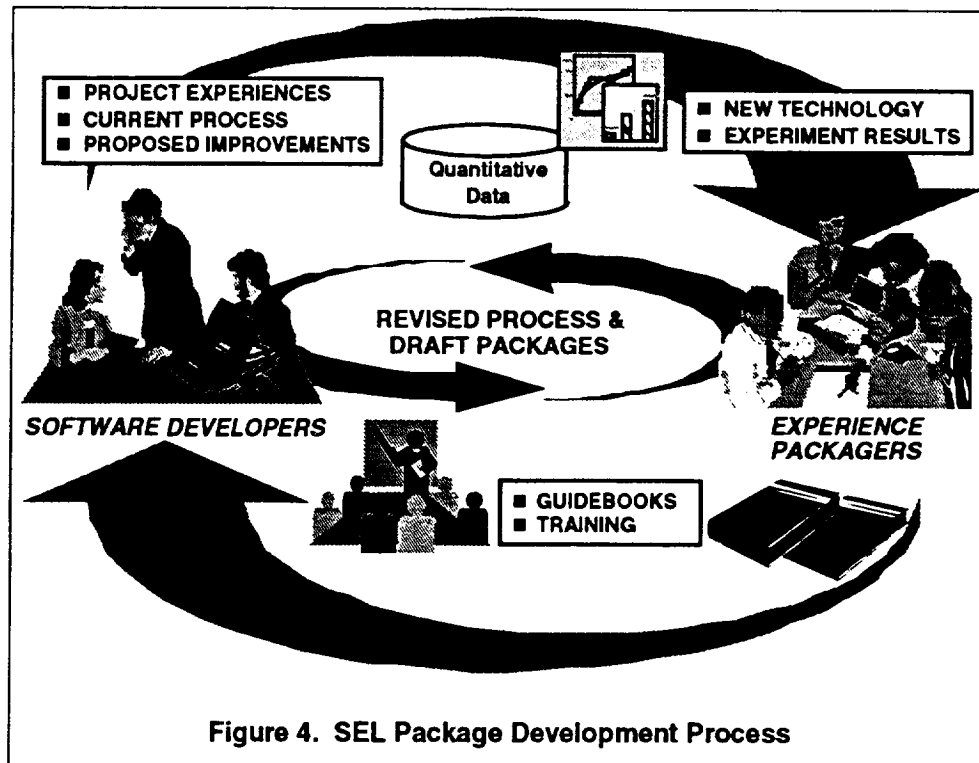 ■ PROJECT EXPERIENCES
■ CURRENT PROCESS
■ PROPOSED IMPROVEMENTS
■ NEW TECHNOLOGY
■ EXPERIMENT RESULTS
Quantitative
Data
REVISED PROCESS &
DRAFT PACKAGES
SOFTWARE DEVELOPERS
EXPERIENCE
PACKAGERS
■ GUIDEBOOKS
■ TRAINING
Figure 4. SEL Package Development Process